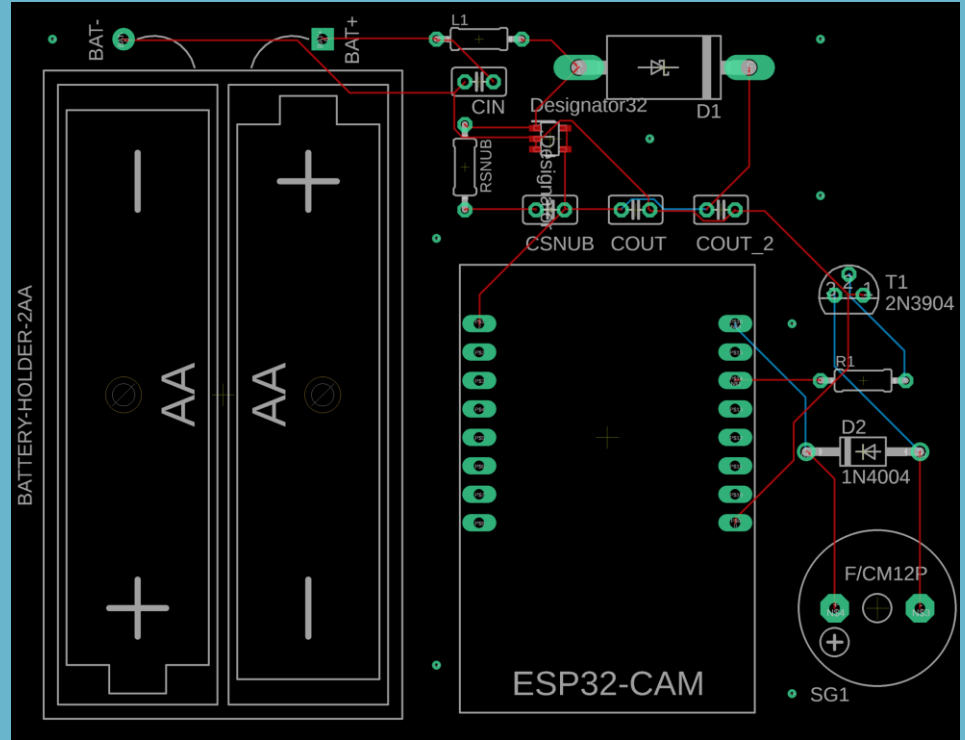 BAT-
BAT+
L1
CIN
Designator32
D1
RSNUB
Designator
CSNUB
COUT
COUT_2
T1
2N3904
3 2 1
R1
D2
1N4004
BATTERY-HOLDER-2AA
AA
AA
F/CM12P
ESP32-CAM
SG1